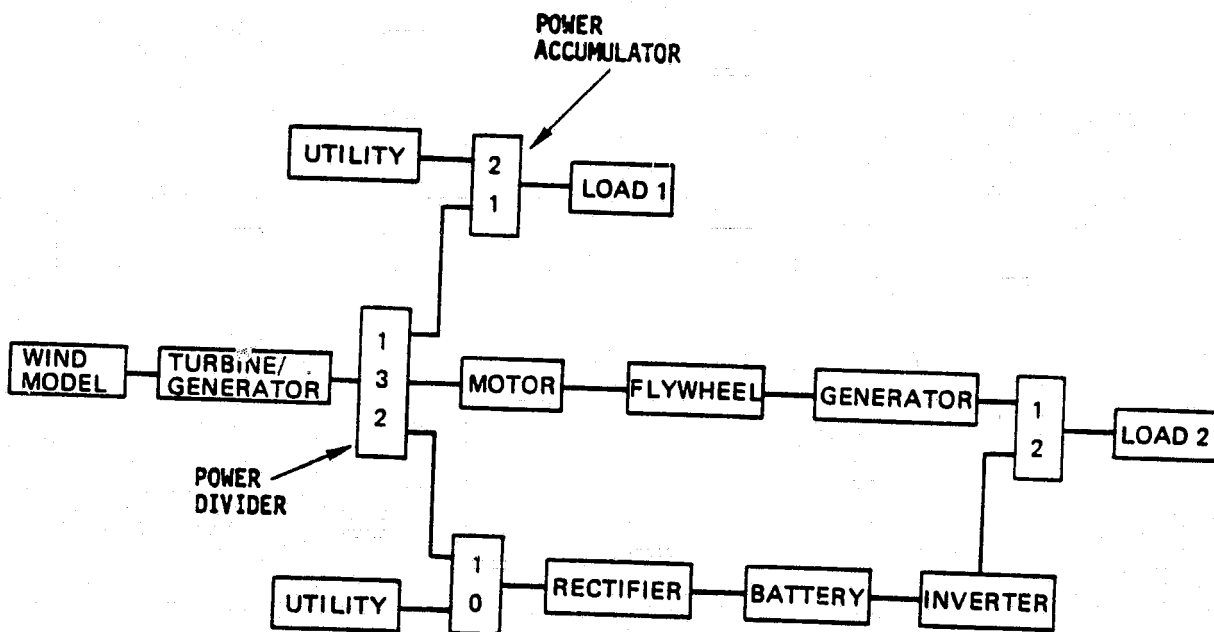 POWER
ACCUMULATOR
UTILITY
2
1
LOAD 1
WIND
MODEL
TURBINE/
GENERATOR
1
3
2
MOTOR
FLYWHEEL
GENERATOR
1
2
LOAD 2
POWER
DIVIDER
UTILITY
1
0
RECTIFIER
BATTERY
INVERTER